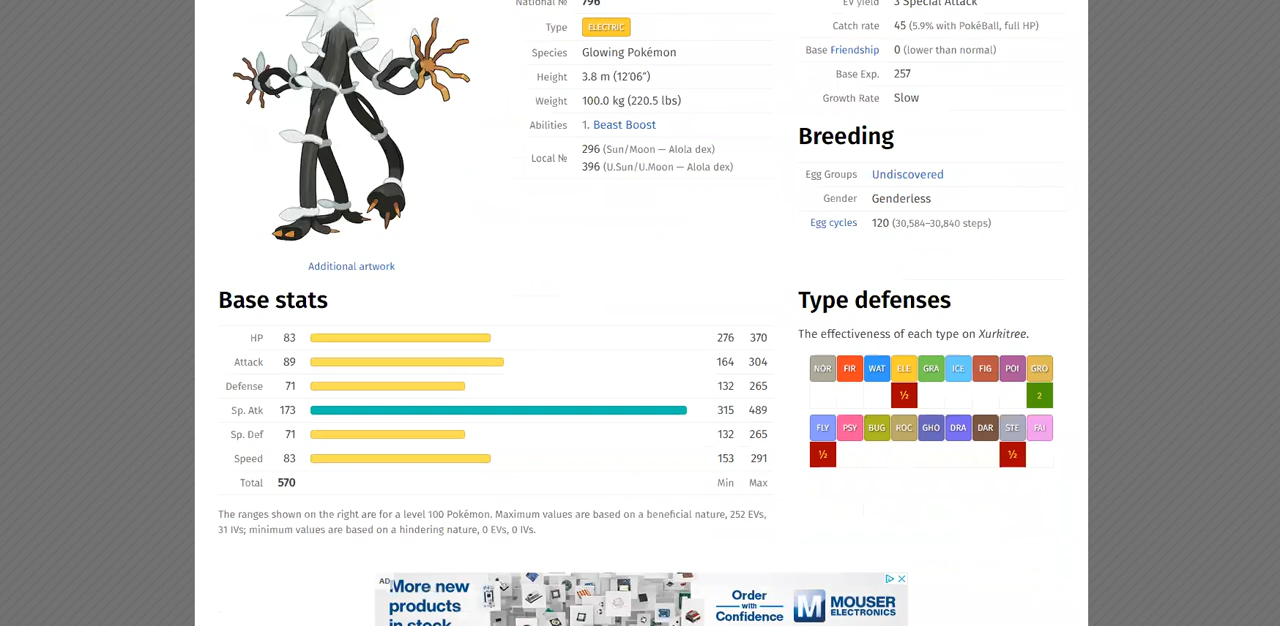 National № 796
Type ELECTRIC
Species Glowing Pokémon
Height 3.8 m (12′06″)
Weight 100.0 kg (220.5 lbs)
Abilities 1. Beast Boost
Local № 296 (Sun/Moon — Alola dex)
396 (U.Sun/U.Moon — Alola dex)
EV yield 3 Special Attack
Catch rate 45 (5.9% with PokéBall, full HP)
Base Friendship 0 (lower than normal)
Base Exp. 257
Growth Rate Slow
Breeding
Egg Groups Undiscovered
Gender Genderless
Egg cycles 120 (30,584–30,840 steps)
Additional artwork
Base stats
HP 83 276 370
Attack 89 164 304
Defense 71 132 265
Sp. Atk 173 315 489
Sp. Def 71 132 265
Speed 83 153 291
Total 570 Min Max
The ranges shown on the right are for a level 100 Pokémon. Maximum values are based on a beneficial nature, 252 EVs,
31 IVs; minimum values are based on a hindering nature, 0 EVs, 0 IVs.
Type defenses
The effectiveness of each type on Xurkitree.
NOR FIR WAT ELE GRA ICE FIG POI GRO
½ 2
FLY PSY BUG ROC GHO DRA DAR STE FAI
½ ½
AD
More new
products
in stock
Order
with
Confidence
M MOUSER
ELECTRONICS